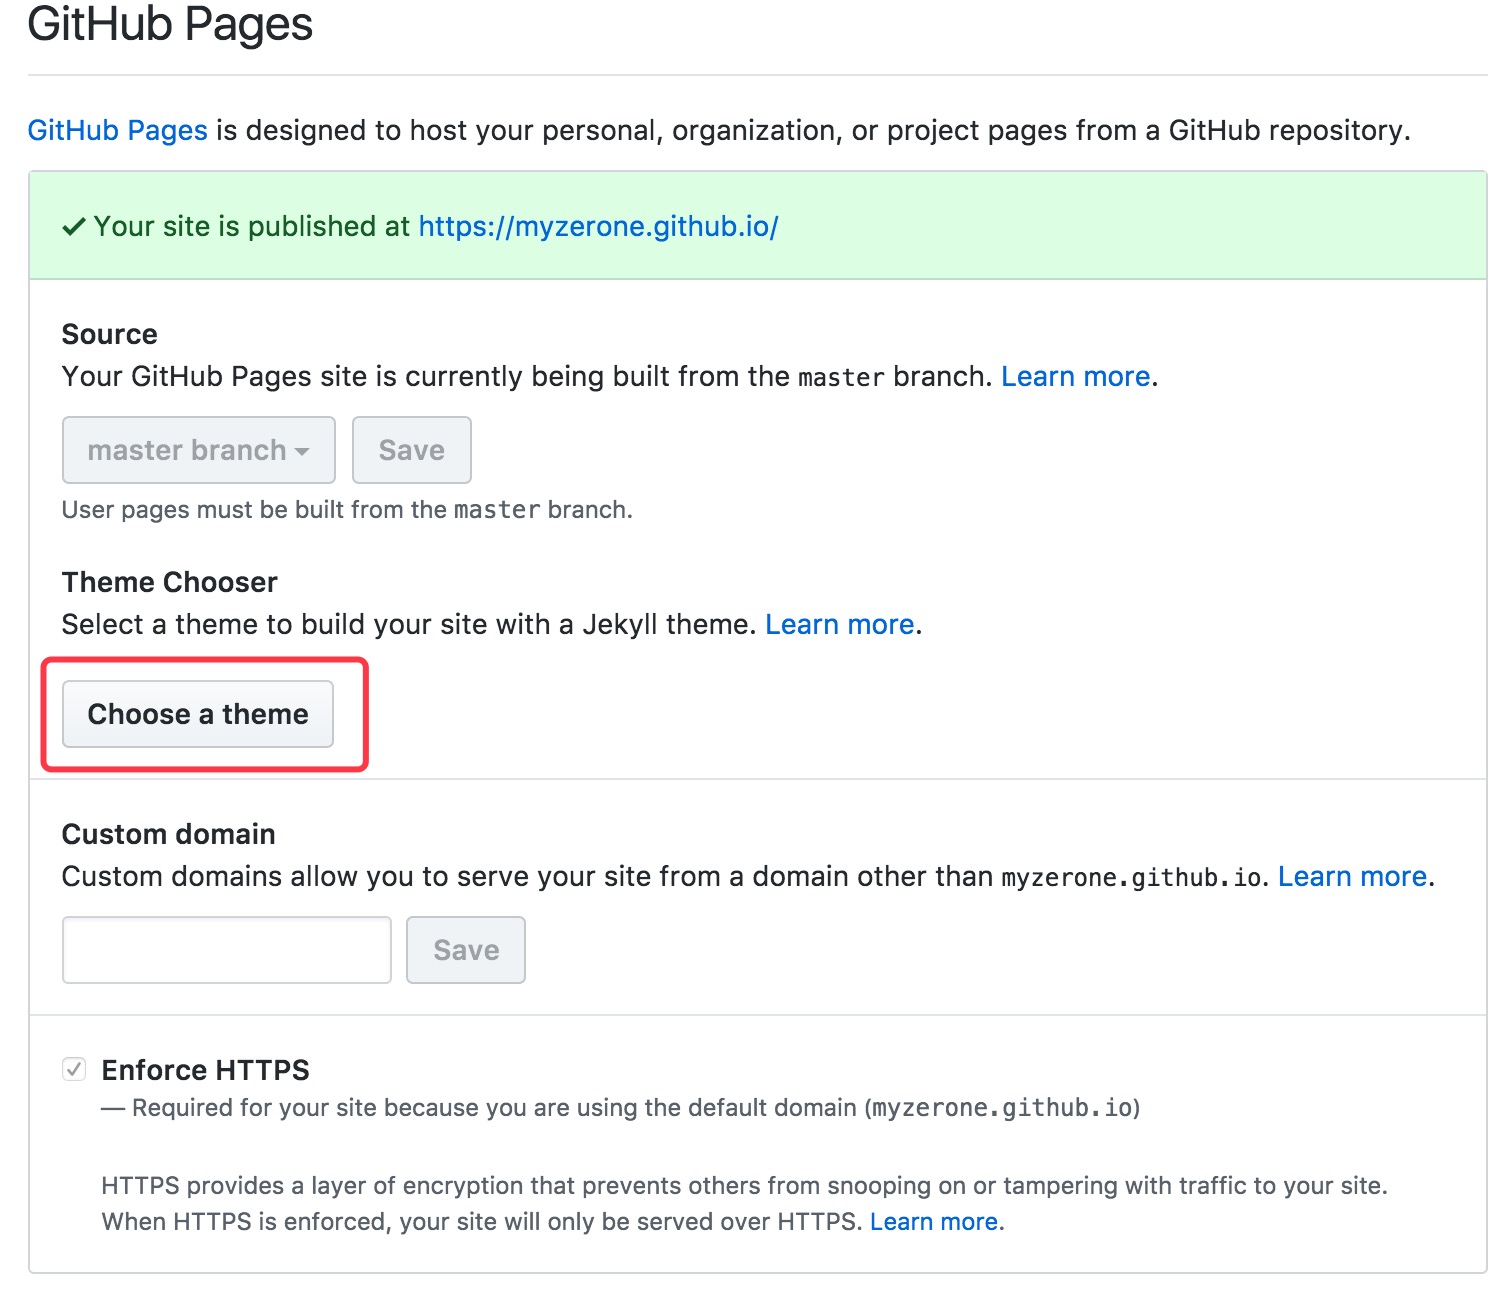 GitHub Pages
GitHub Pages is designed to host your personal, organization, or project pages from a GitHub repository.
Your site is published at https://myzerone.github.io/
Source
Your GitHub Pages site is currently being built from the master branch. Learn more.
master branch Save
User pages must be built from the master branch.
Theme Chooser
Select a theme to build your site with a Jekyll theme. Learn more.
Choose a theme
Custom domain
Custom domains allow you to serve your site from a domain other than myzerone.github.io. Learn more.
Save
Enforce HTTPS
— Required for your site because you are using the default domain (myzerone.github.io)
HTTPS provides a layer of encryption that prevents others from snooping on or tampering with traffic to your site.
When HTTPS is enforced, your site will only be served over HTTPS. Learn more.